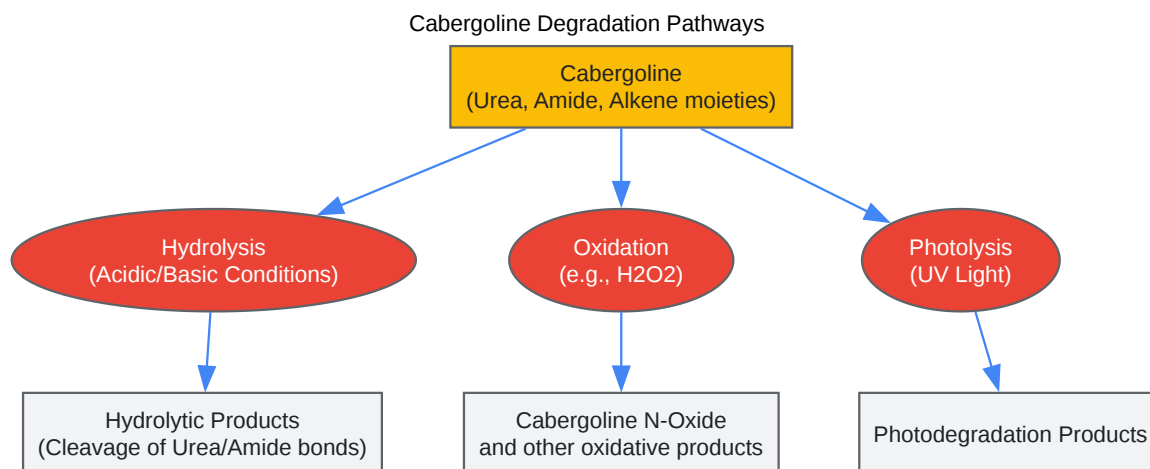 Cabergoline Degradation Pathways
Cabergoline
(Urea, Amide, Alkene moieties)
Hydrolysis
(Acidic/Basic Conditions)
Oxidation
(e.g., H2O2)
Photolysis
(UV Light)
Hydrolytic Products
(Cleavage of Urea/Amide bonds)
Cabergoline N-Oxide
and other oxidative products
Photodegradation Products